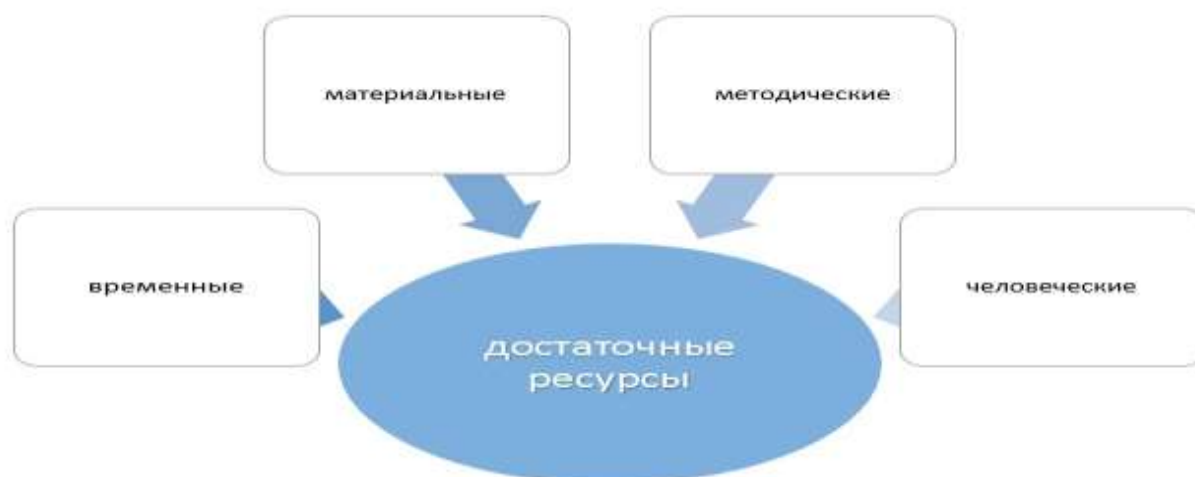 материальные
методические
временные
человеческие
достаточные
ресурсы